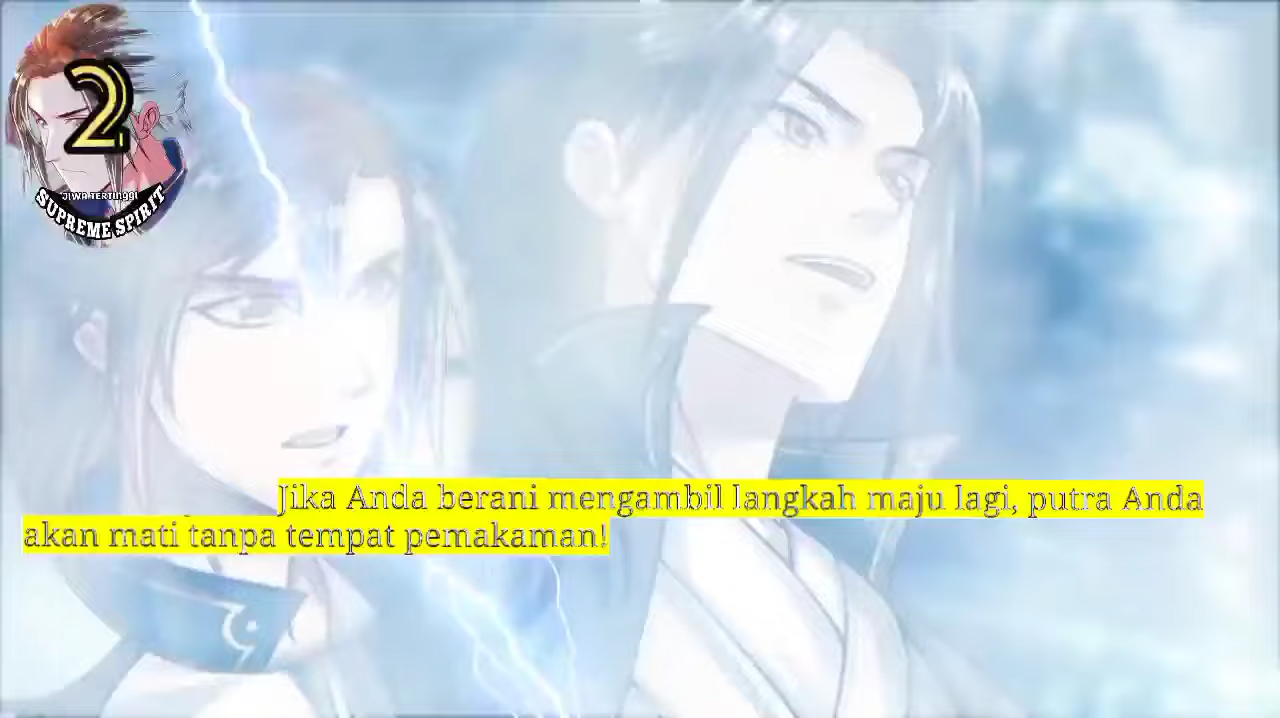 2
JIWA TERTINGGI
SUPREME SPIRIT
Jika Anda berani mengambil langkah maju lagi, putra Anda
akan mati tanpa tempat pemakaman!